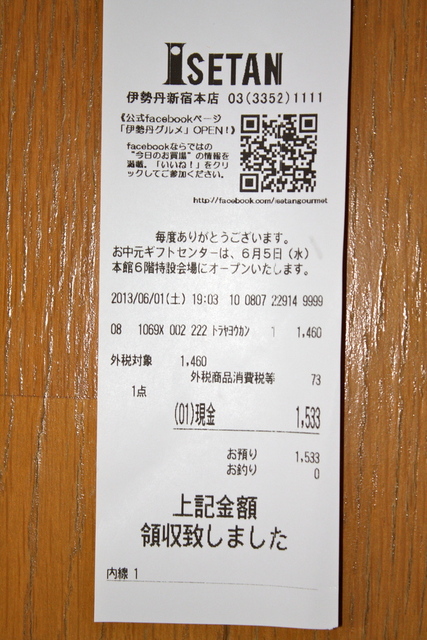 ISETAN
伊勢丹新宿本店 03(3352)1111
《公式facebookページ
「伊勢丹グルメ」OPEN!》
facebookならではの
"今日のお買場"の情報を
満載。「いいね!」をクリ
ックしてご参加ください。
http://facebook.com/isetangourmet
毎度ありがとうございます。
お中元ギフトセンターは、6月5日(水)
本館6階特設会場にオープンいたします。
2013/06/01(土) 19:03 10 0807 22914 9999
08 1069X 002 222 トラヤヨウカン 1 1,460
外税対象 1,460
外税商品消費税等 73
1点
(01)現金 1,533
お預り 1,533
お釣り 0
上記金額
領収致しました
内線 1